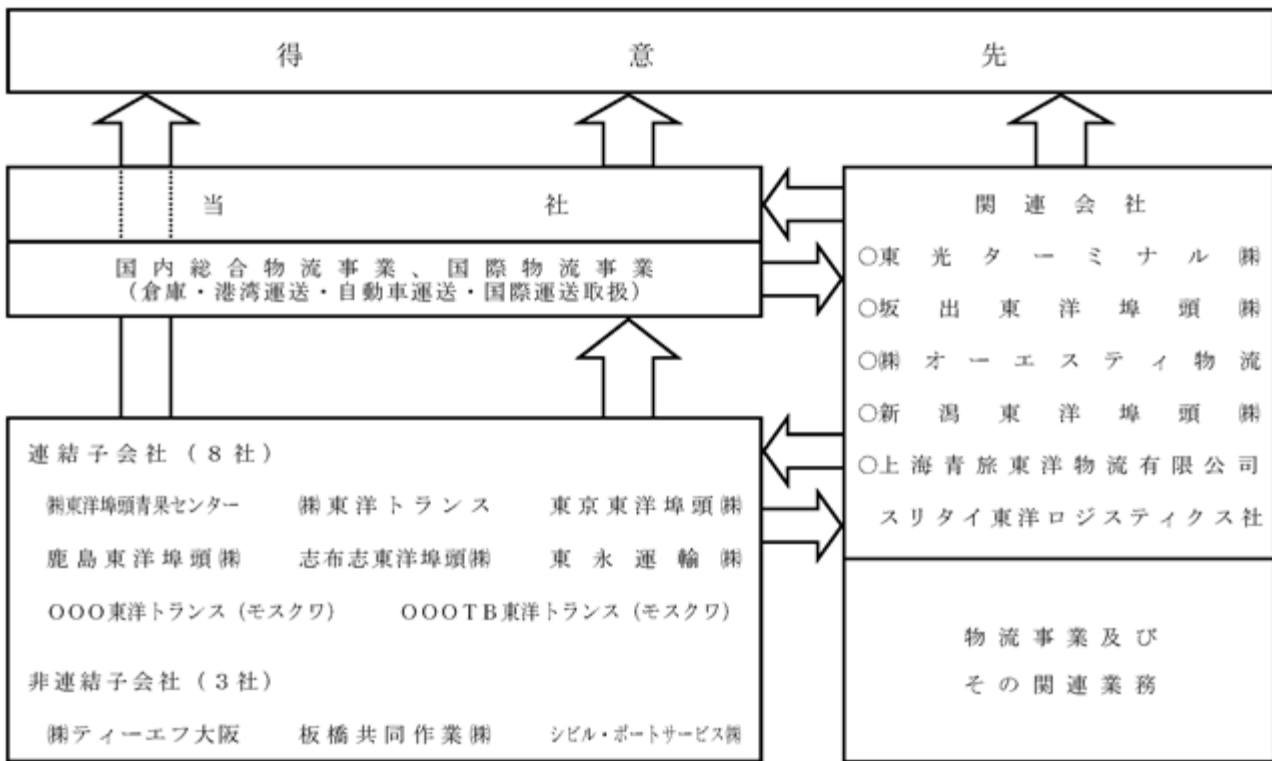 得意先
当社
国内総合物流事業、国際物流事業
（倉庫・港湾運送・自動車運送・国際運送取扱）
連結子会社（8社）
㈱東洋埠頭青果センター　㈱東洋トランス　東京東洋埠頭㈱
鹿島東洋埠頭㈱　志布志東洋埠頭㈱　東永運輸㈱
OOO東洋トランス（モスクワ）　OOOTB東洋トランス（モスクワ）
非連結子会社（3社）
㈱ティーエフ大阪　板橋共同作業㈱　シビル・ポートサービス㈱
関連会社
○東光ターミナル㈱
○坂出東洋埠頭㈱
○㈱オーエスティ物流
○新潟東洋埠頭㈱
○上海青旅東洋物流有限公司
スリタイ東洋ロジスティクス社
物流事業及び
その関連業務